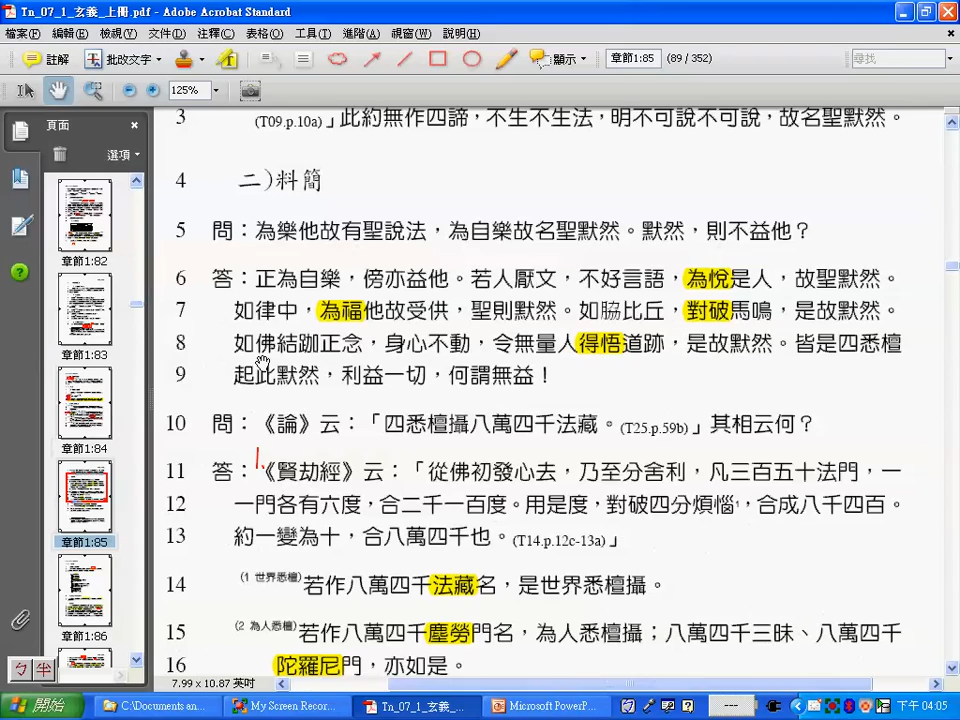 Tn_07_1_玄義_上冊.pdf - Adobe Acrobat Standard
檔案(F) 編輯(E) 檢視(V) 文件(D) 註釋(C) 表格(O) 工具(T) 進階(A) 視窗(W) 說明(H)
註解 批改文字 顯示 章節1:85 (89 / 352) 尋找
125%
頁面
選項
章節1:82
章節1:83
章節1:84
章節1:85
章節1:86
3 (T09.p.10a)」此約無作四諦，不生不生法，明不可說不可說，故名聖默然。
4 二)料簡
5 問：為樂他故有聖說法，為自樂故名聖默然。默然，則不益他？
6 答：正為自樂，傍亦益他。若人厭文，不好言語，為悅是人，故聖默然。
7 如律中，為福他故受供，聖則默然。如脇比丘，對破馬鳴，是故默然。
8 如佛結跏正念，身心不動，令無量人得悟道跡，是故默然。皆是四悉檀
9 起此默然，利益一切，何謂無益！
10 問：《論》云：「四悉檀攝八萬四千法藏。(T25.p.59b)」其相云何？
11 答：《賢劫經》云：「從佛初發心去，乃至分舍利，凡三百五十法門，一
12 一門各有六度，合二千一百度。用是度，對破四分煩惱，合成八千四百。
13 約一變為十，合八萬四千也。(T14.p.12c-13a)」
14 (1 世界悉檀)若作八萬四千法藏名，是世界悉檀攝。
15 (2 為人悉檀)若作八萬四千塵勞門名，為人悉檀攝；八萬四千三昧、八萬四千
16 陀羅尼門，亦如是。
7.99 x 10.87 英吋
ㄅ 半
開始 C:\Documents an... My Screen Recor... Tn_07_1_玄義_... Microsoft PowerP... 下午 04:05